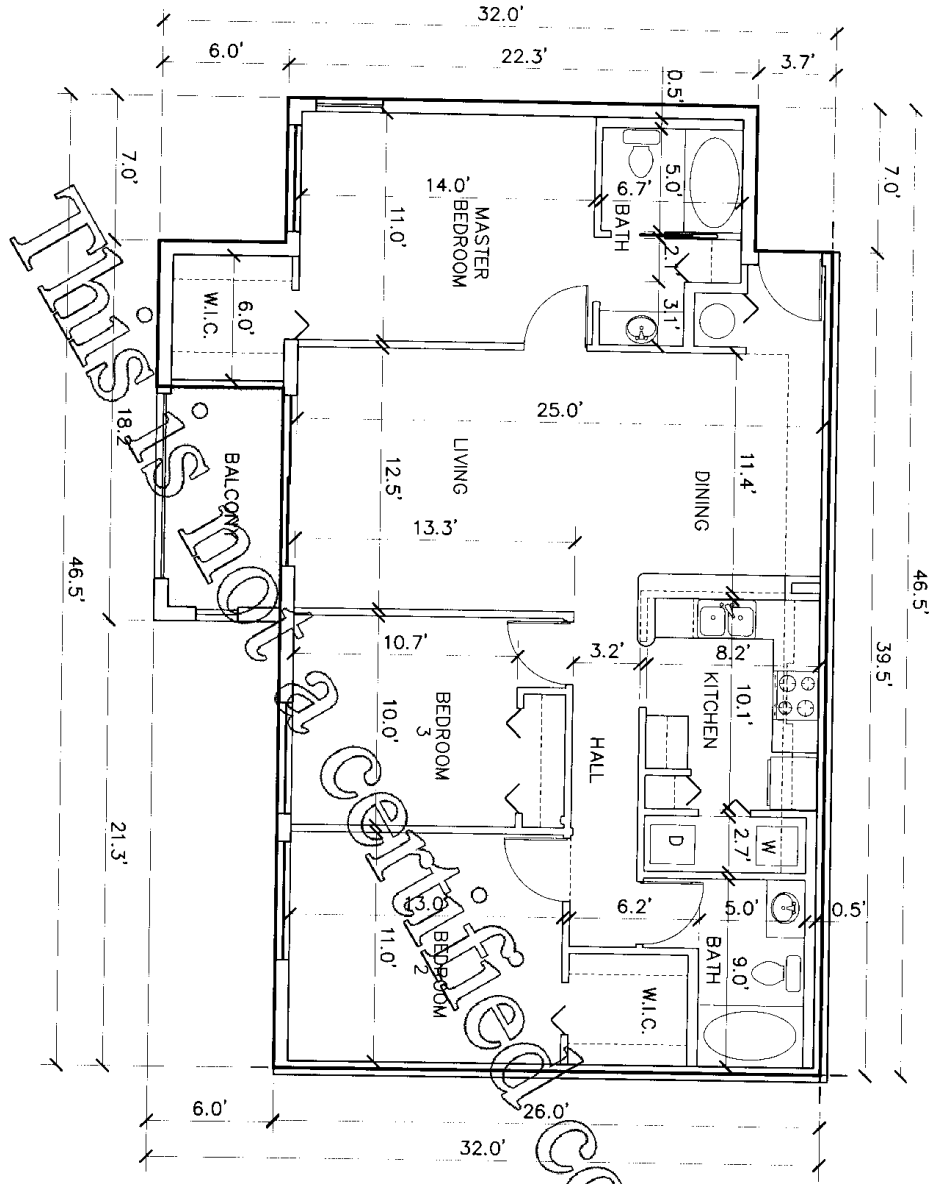 32.0'
6.0'
22.3'
3.7'
0.5'
7.0'
7.0'
14.0'
MASTER
BEDROOM
11.0'
5.0'
6.7'
BATH
2.1'
3.1'
W.I.C.
6.0'
18.2'
BALCONY
25.0'
LIVING
12.5'
13.3'
DINING
11.4'
46.5'
46.5'
39.5'
10.7'
3.2'
8.2'
KITCHEN
10.1'
BEDROOM
3
10.0'
HALL
21.3'
D
2.7'
W
13.0'
6.2'
5.0'
0.5'
BEDROOM
2
11.0'
BATH
9.0'
W.I.C.
6.0'
26.0'
32.0'
This is not a certified co